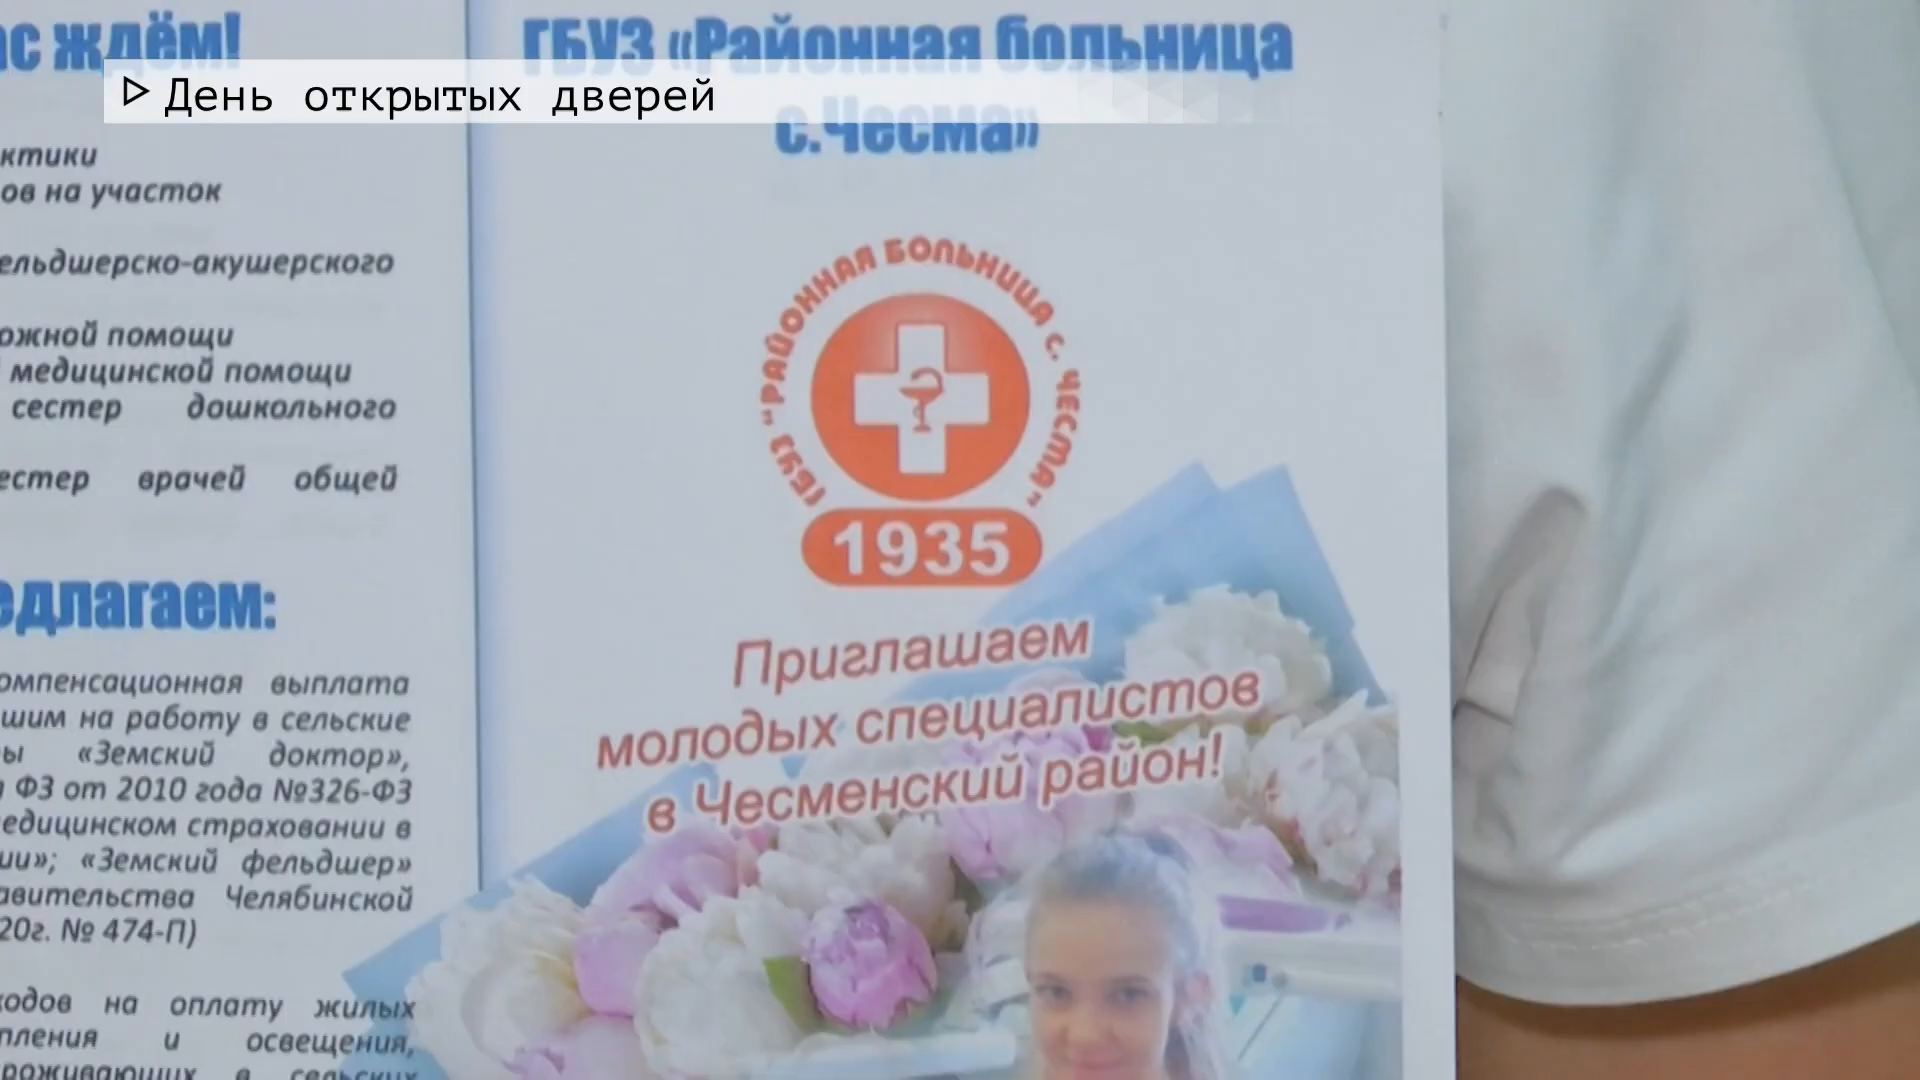 ас ждём!
ктики
ов на участок
ельдшерско-акушерского
ожной помощи
медицинской помощи
сестер дошкольного
естер врачей общей
едлагаем:
омпенсационная выплата
шим на работу в сельские
ы «Земский доктор»,
ФЗ от 2010 года №326-ФЗ
едицинском страховании в
ии»; «Земский фельдшер»
авительства Челябинской
20г. № 474-П)
ходов на оплату жилых
пления и освещения,
роживающих в сельских
День открытых дверей
ГБУЗ «Районная больница
с.Чесма»
ГБУЗ "РАЙОННАЯ БОЛЬНИЦА с. ЧЕСМА"
1935
Приглашаем
молодых специалистов
в Чесменский район!